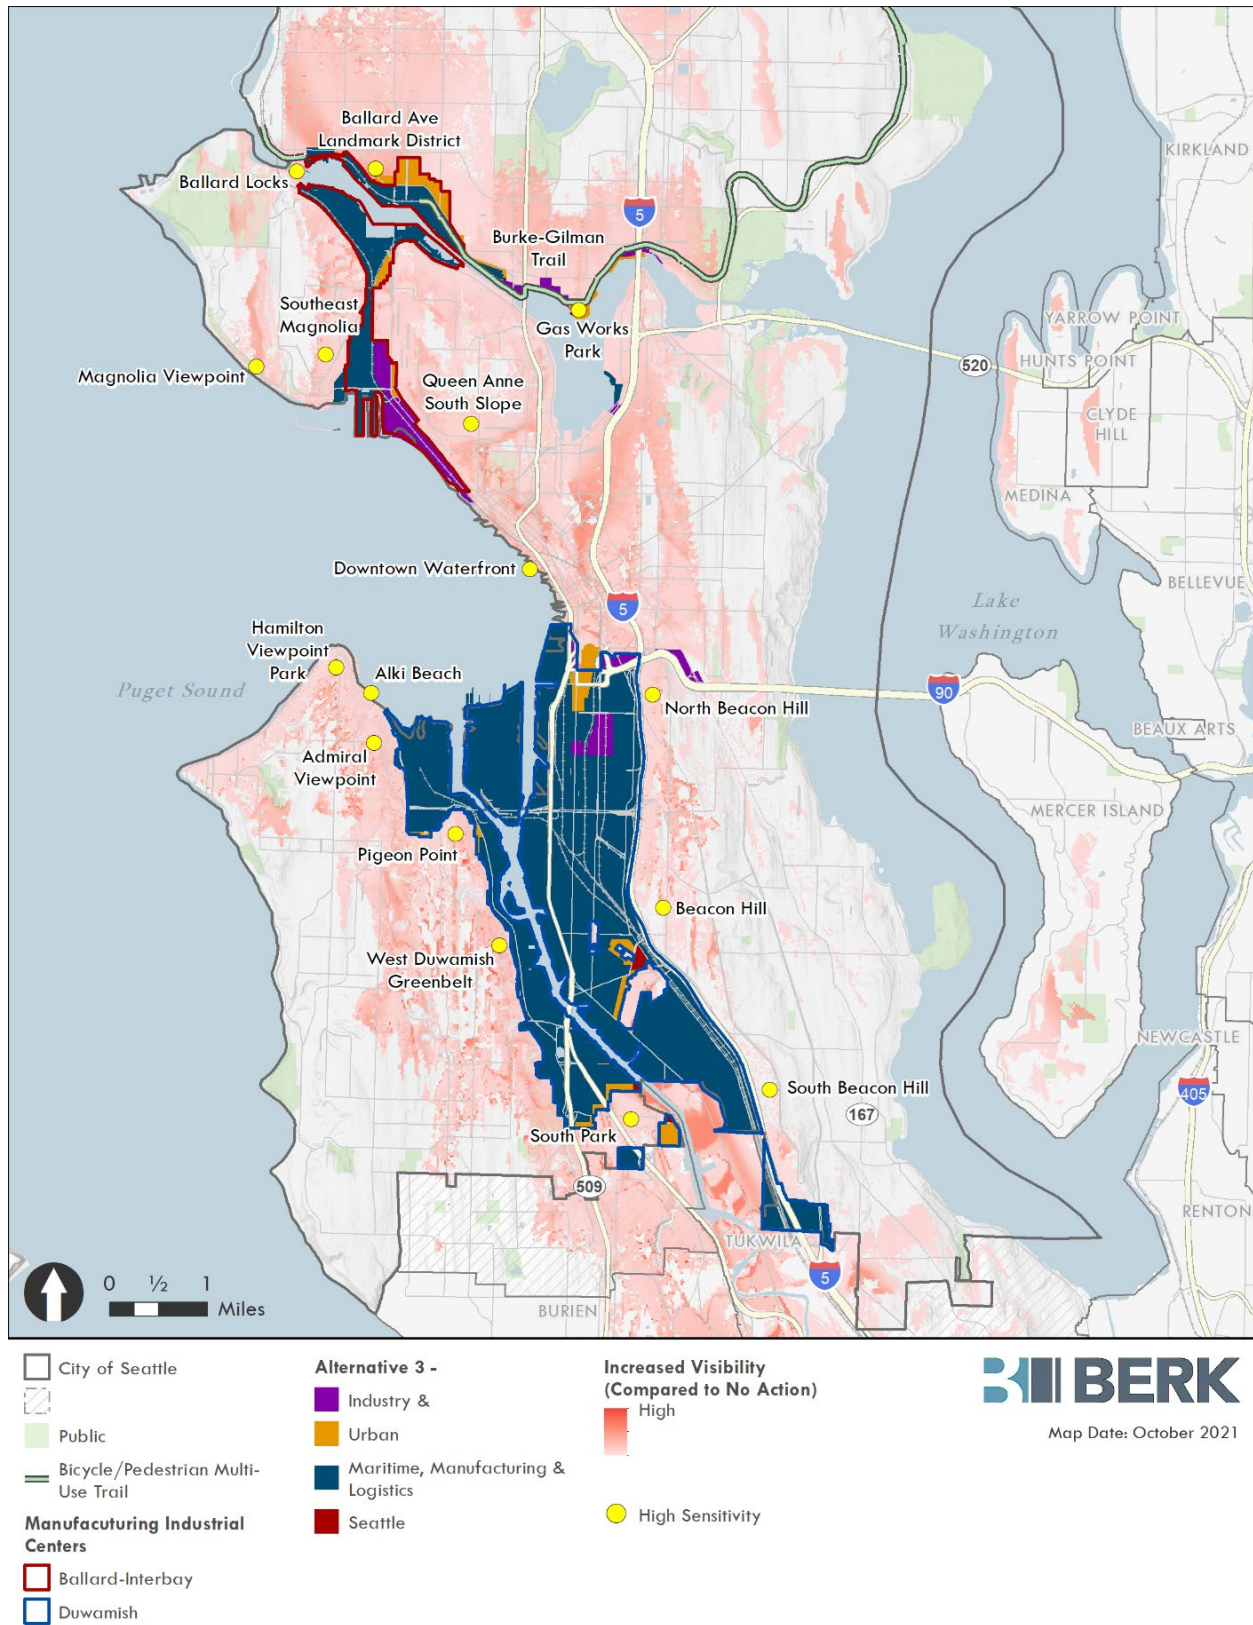 KIRKLAND
Ballard Ave
Landmark District
Ballard Locks
5
Burke-Gilman
Trail
Southeast
Magnolia
Gas Works
Park
YARROW POINT
HUNTS POINT
520
Magnolia Viewpoint
Queen Anne
South Slope
CLYDE
HILL
MEDINA
Downtown Waterfront
BELLEVUE
5
Lake
Washington
Hamilton
Viewpoint
Park
Alki Beach
Puget Sound
90
North Beacon Hill
BEAUX ARTS
Admiral
Viewpoint
MERCER ISLAND
Pigeon Point
Beacon Hill
West Duwamish
Greenbelt
NEWCASTLE
South Beacon Hill
405
167
South Park
509
RENTON
TUKWILA
5
0 ½ 1
Miles
BURIEN
City of Seattle
Public
Bicycle/Pedestrian Multi-
Use Trail
Manufacuturing Industrial
Centers
Ballard-Interbay
Duwamish
Alternative 3 -
Industry &
Urban
Maritime, Manufacturing &
Logistics
Seattle
Increased Visibility
(Compared to No Action)
High
High Sensitivity
BERK
Map Date: October 2021